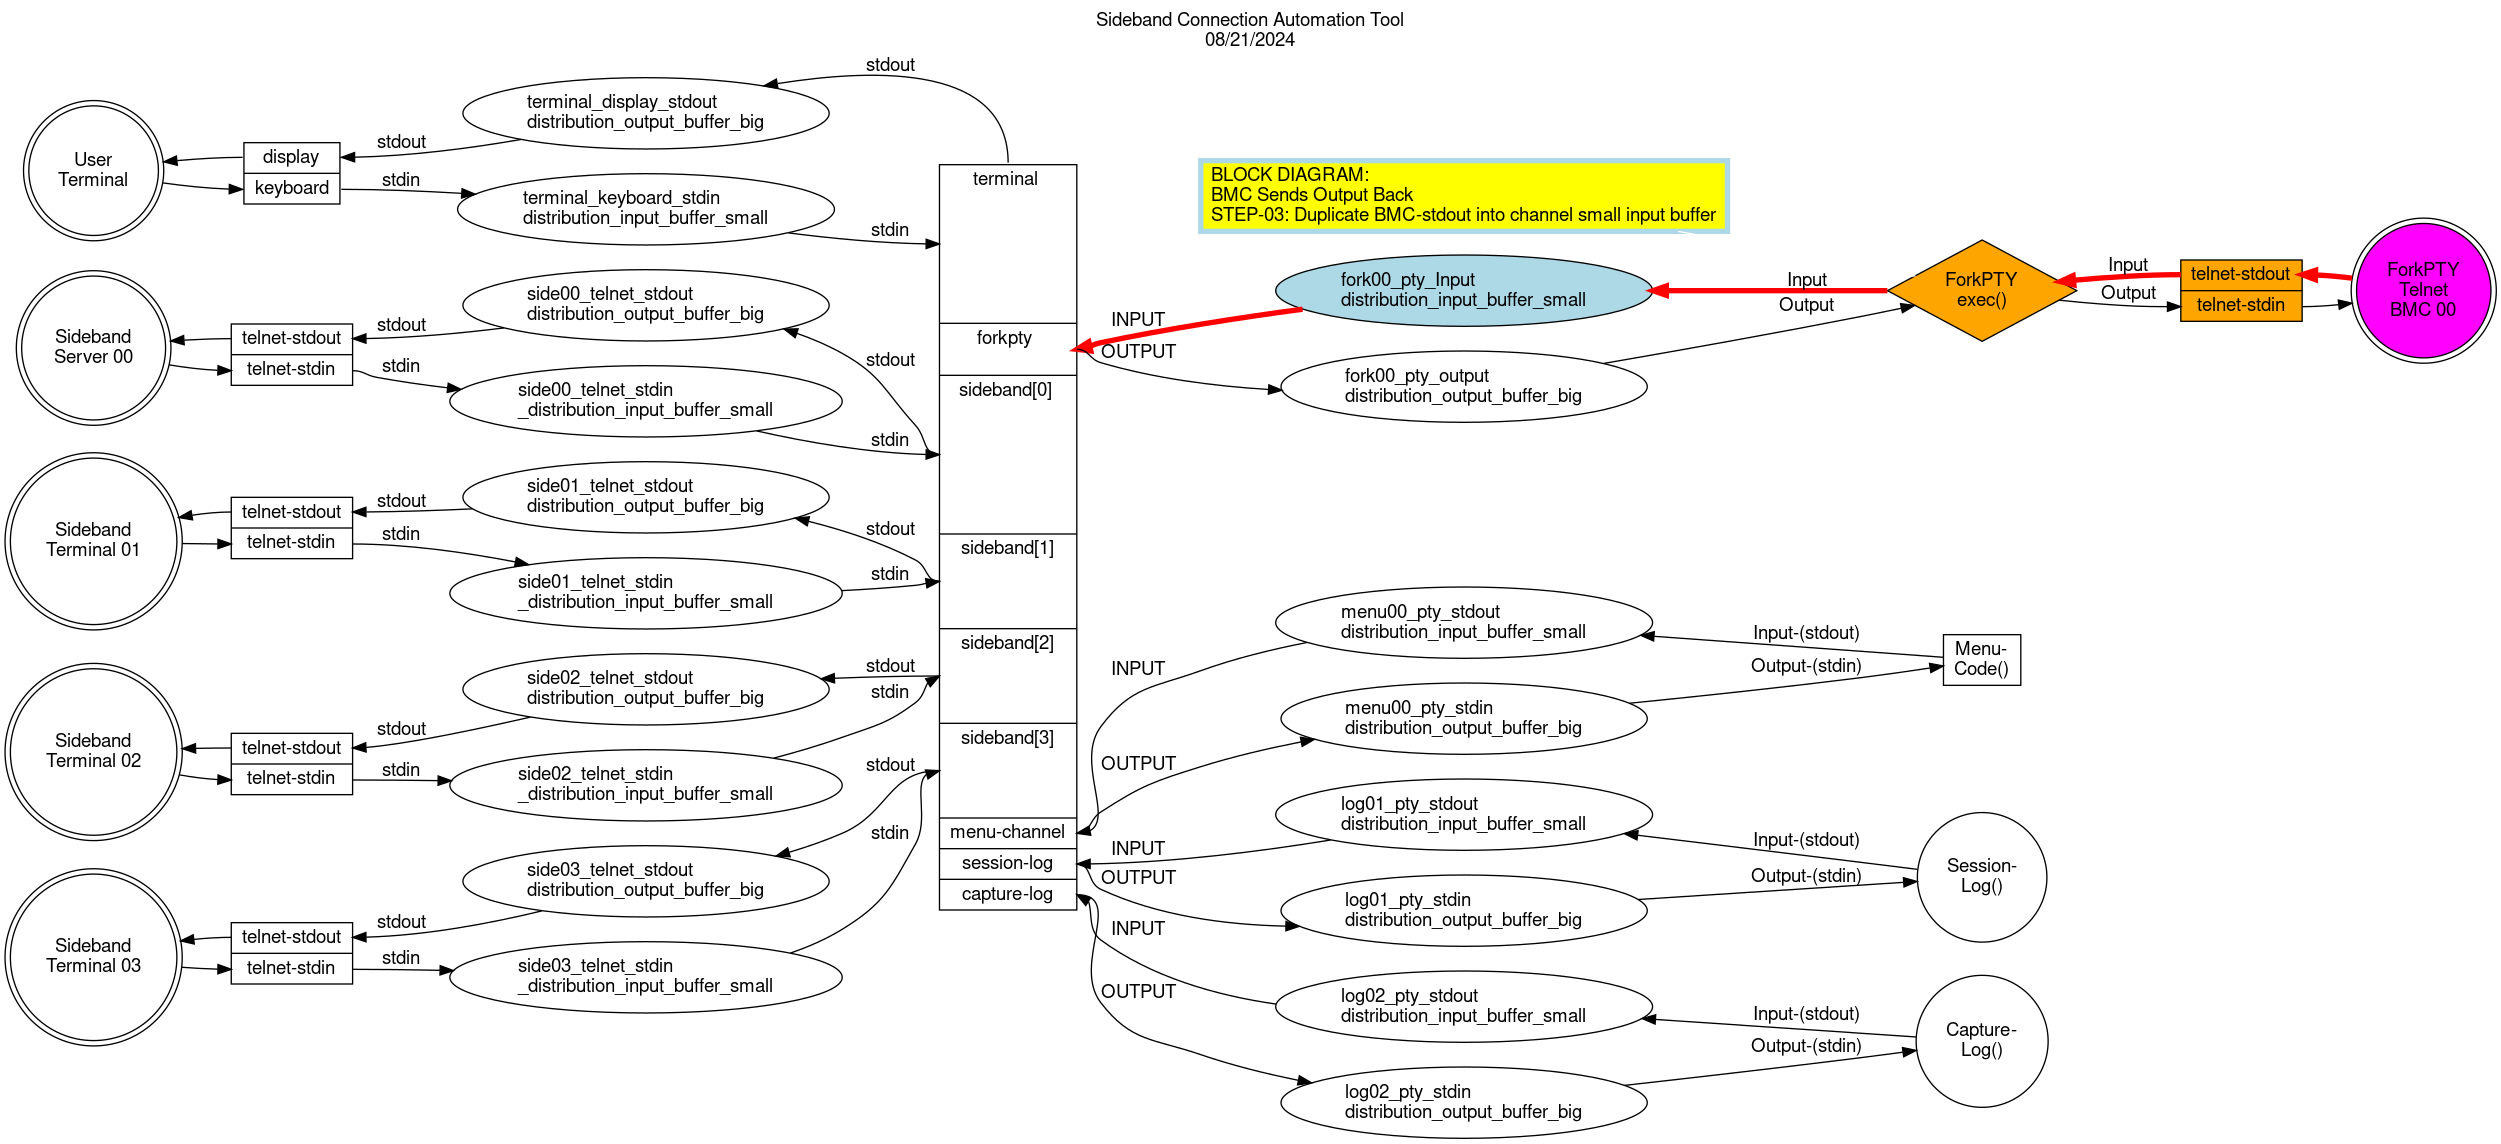 Sideband Connection Automation Tool
08/21/2024
User
Terminal
display
keyboard
stdout
stdin
terminal_display_stdout
distribution_output_buffer_big
terminal_keyboard_stdin
distribution_input_buffer_small
stdout
stdin
Sideband
Server 00
telnet-stdout
telnet-stdin
stdout
stdin
side00_telnet_stdout
distribution_output_buffer_big
side00_telnet_stdin
_distribution_input_buffer_small
stdout
stdin
Sideband
Terminal 01
telnet-stdout
telnet-stdin
stdout
stdin
side01_telnet_stdout
distribution_output_buffer_big
side01_telnet_stdin
_distribution_input_buffer_small
stdout
stdin
Sideband
Terminal 02
telnet-stdout
telnet-stdin
stdout
stdin
side02_telnet_stdout
distribution_output_buffer_big
side02_telnet_stdin
_distribution_input_buffer_small
stdout
stdin
Sideband
Terminal 03
telnet-stdout
telnet-stdin
stdout
stdin
side03_telnet_stdout
distribution_output_buffer_big
side03_telnet_stdin
_distribution_input_buffer_small
stdout
stdin
terminal
forkpty
sideband[0]
sideband[1]
sideband[2]
sideband[3]
menu-channel
session-log
capture-log
BLOCK DIAGRAM:
BMC Sends Output Back
STEP-03: Duplicate BMC-stdout into channel small input buffer
INPUT
OUTPUT
fork00_pty_Input
distribution_input_buffer_small
fork00_pty_output
distribution_output_buffer_big
Input
Output
ForkPTY
exec()
Input
Output
telnet-stdout
telnet-stdin
ForkPTY
Telnet
BMC 00
INPUT
OUTPUT
menu00_pty_stdout
distribution_input_buffer_small
menu00_pty_stdin
distribution_output_buffer_big
Input-(stdout)
Output-(stdin)
Menu-
Code()
INPUT
OUTPUT
log01_pty_stdout
distribution_input_buffer_small
log01_pty_stdin
distribution_output_buffer_big
Input-(stdout)
Output-(stdin)
Session-
Log()
INPUT
OUTPUT
log02_pty_stdout
distribution_input_buffer_small
log02_pty_stdin
distribution_output_buffer_big
Input-(stdout)
Output-(stdin)
Capture-
Log()